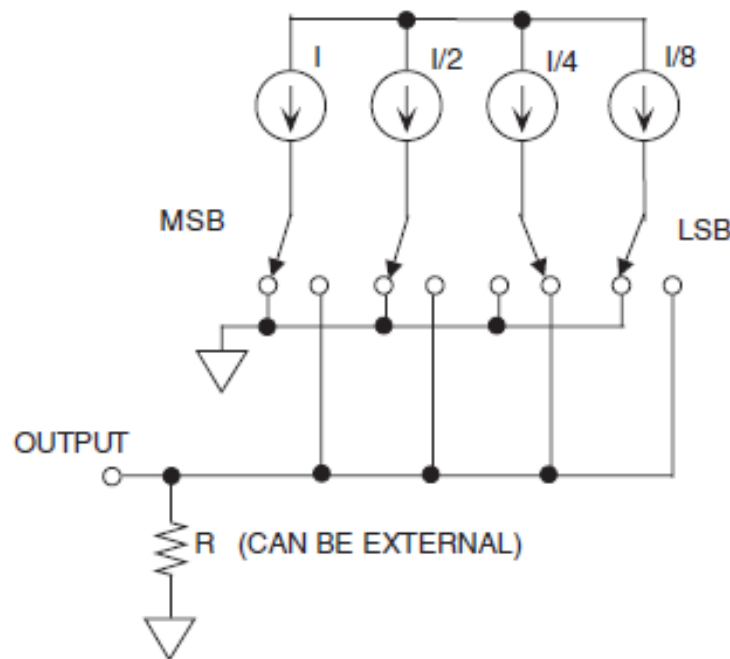 I
I/2
I/4
I/8
MSB
LSB
OUTPUT
R (CAN BE EXTERNAL)